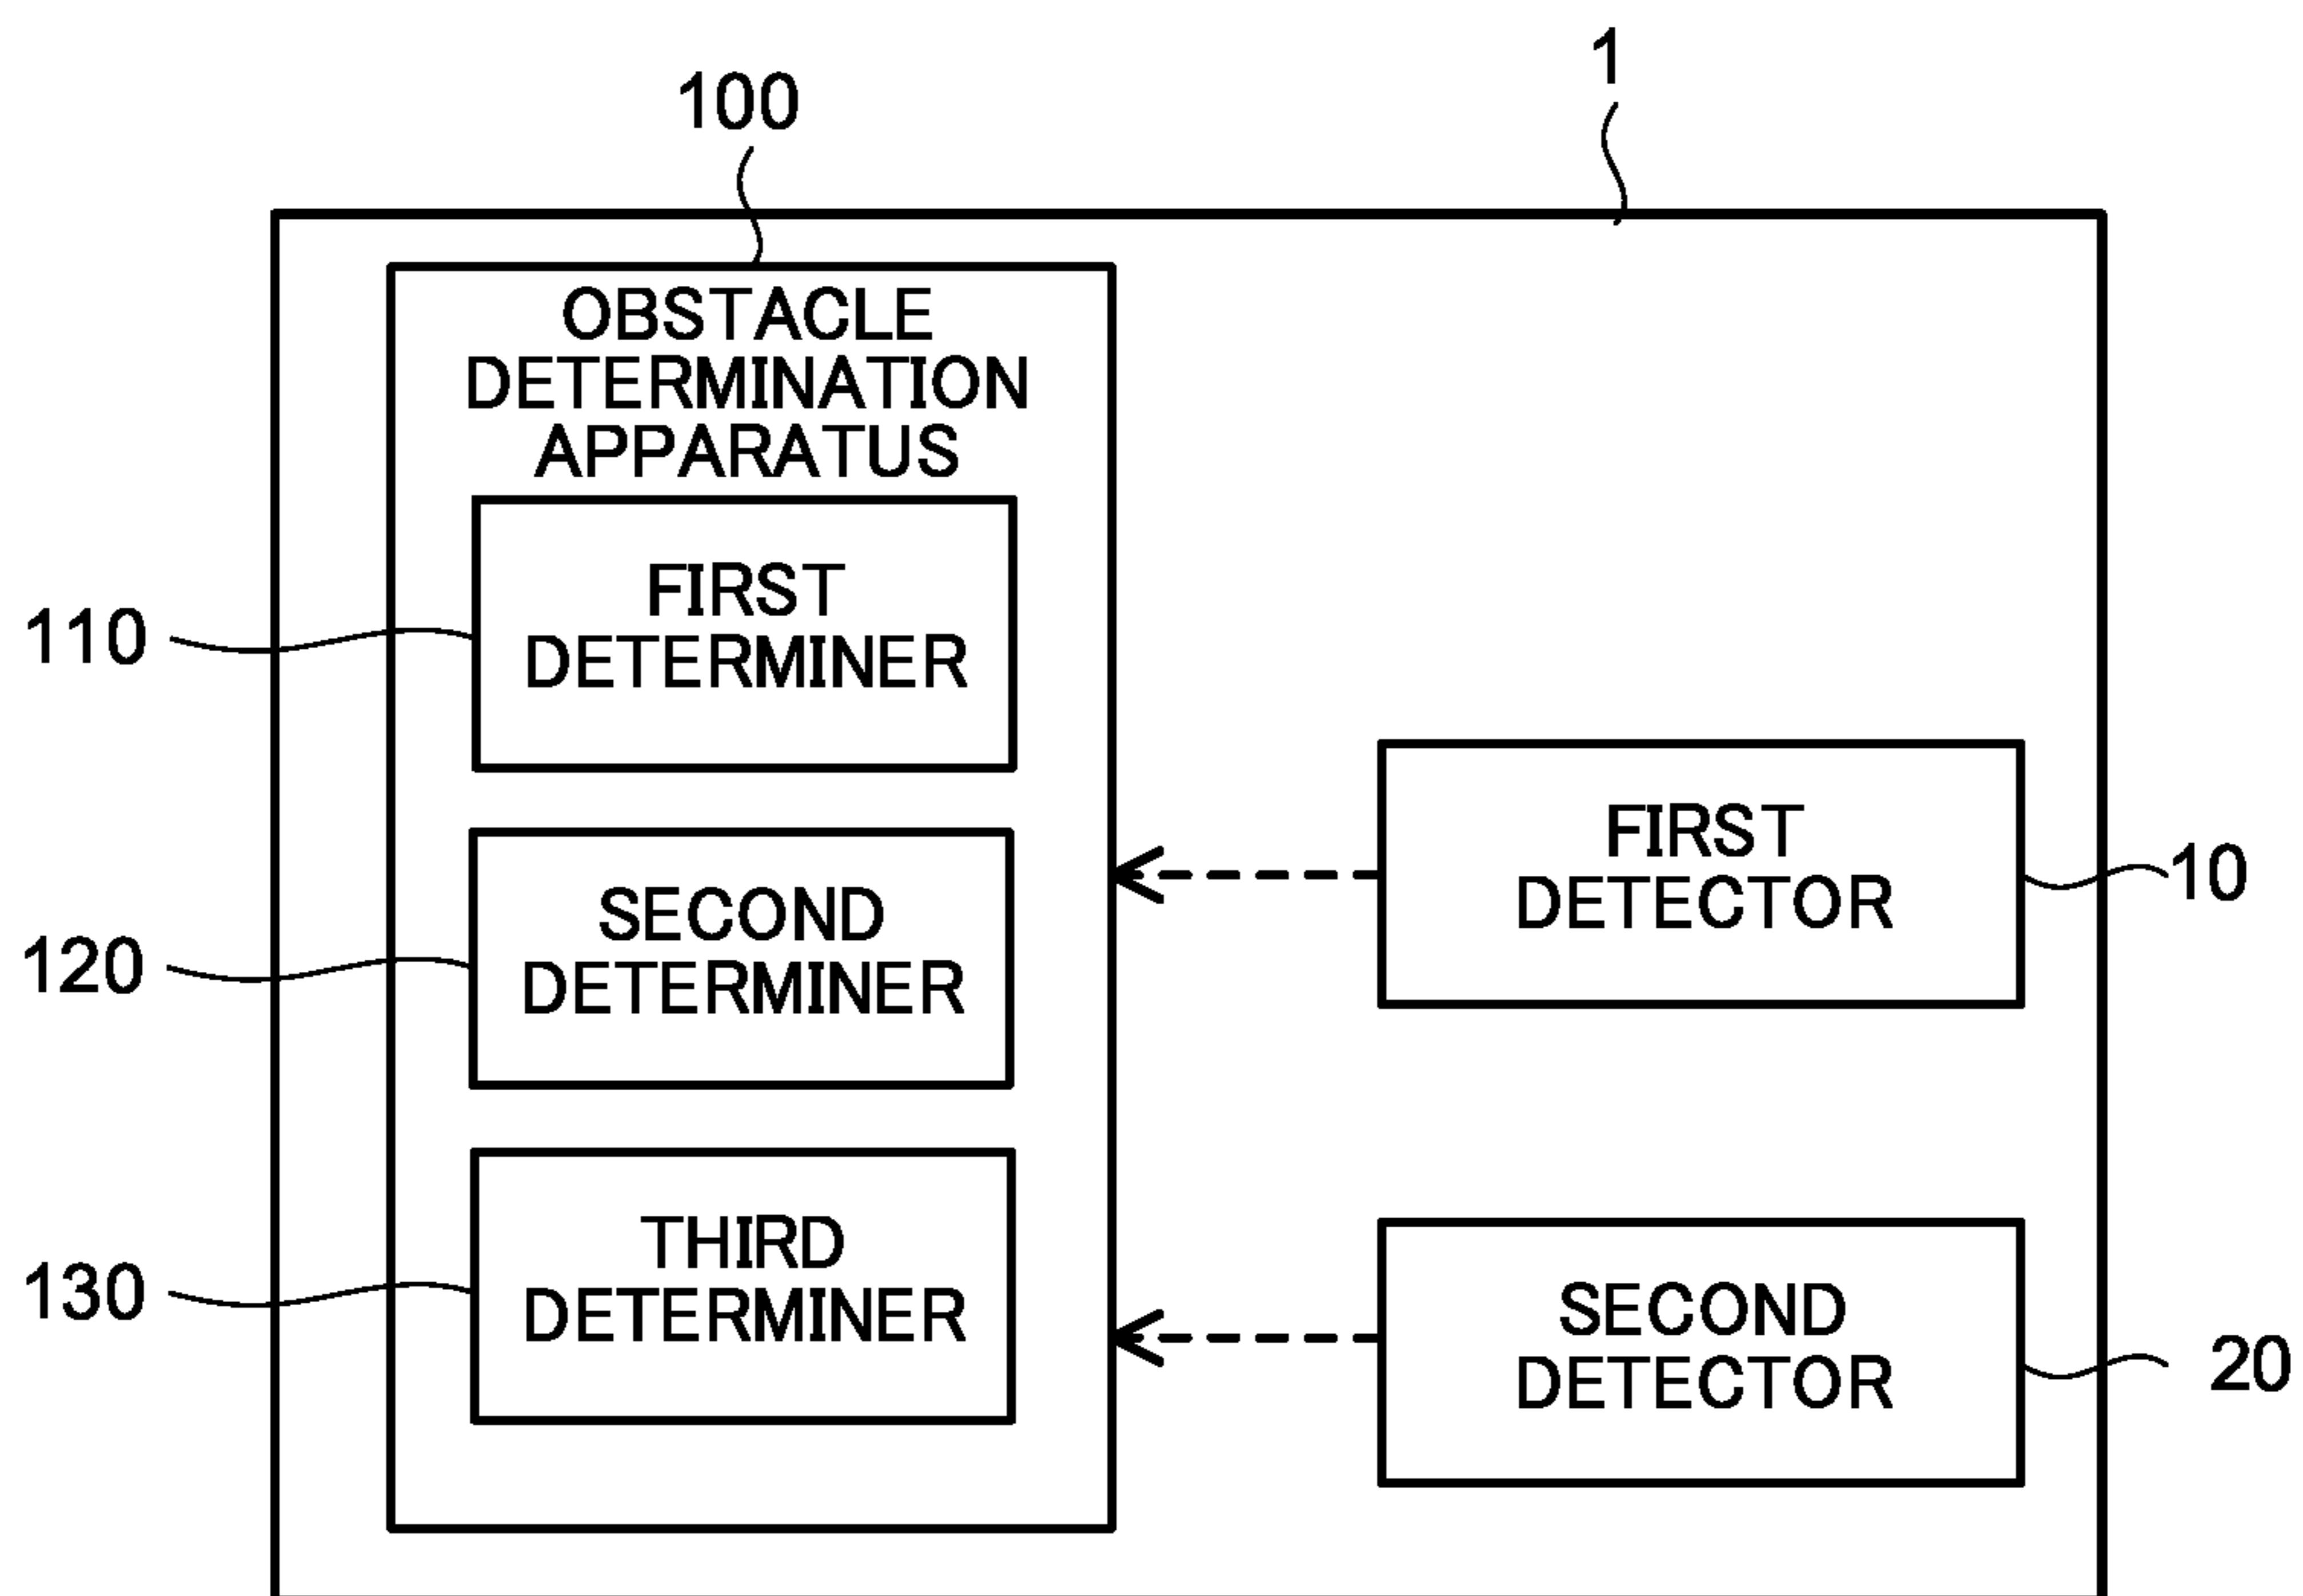 1
100
OBSTACLE
DETERMINATION
APPARATUS
FIRST
DETERMINER
110
FIRST
DETECTOR
10
SECOND
DETERMINER
120
THIRD
DETERMINER
130
SECOND
DETECTOR
20